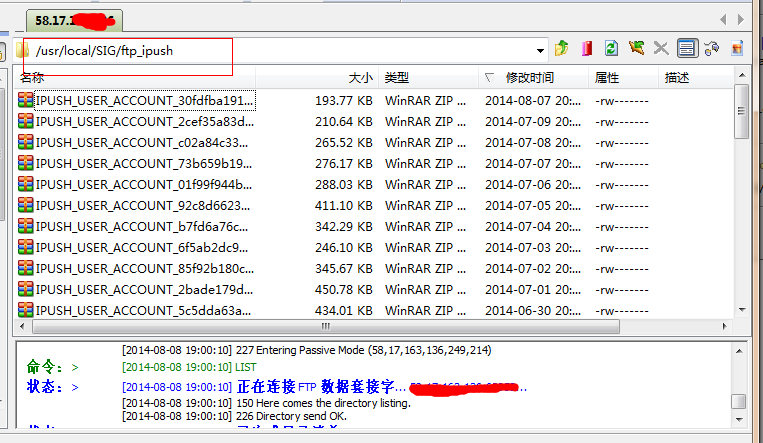 58.17.1
/usr/local/SIG/ftp_ipush
名称 大小 类型 修改时间 属性 描述
IPUSH_USER_ACCOUNT_30fdfba191... 193.77 KB WinRAR ZIP ... 2014-08-07 20:... -rw-------
IPUSH_USER_ACCOUNT_2cef35a83d... 210.64 KB WinRAR ZIP ... 2014-07-09 20:... -rw-------
IPUSH_USER_ACCOUNT_c02a84c33... 265.52 KB WinRAR ZIP ... 2014-07-08 20:... -rw-------
IPUSH_USER_ACCOUNT_73b659b19... 276.17 KB WinRAR ZIP ... 2014-07-07 20:... -rw-------
IPUSH_USER_ACCOUNT_01f99f944b... 288.03 KB WinRAR ZIP ... 2014-07-06 20:... -rw-------
IPUSH_USER_ACCOUNT_92c8d6623... 411.10 KB WinRAR ZIP ... 2014-07-05 20:... -rw-------
IPUSH_USER_ACCOUNT_b7fd6a76c... 342.29 KB WinRAR ZIP ... 2014-07-04 20:... -rw-------
IPUSH_USER_ACCOUNT_6f5ab2dc9... 246.10 KB WinRAR ZIP ... 2014-07-03 20:... -rw-------
IPUSH_USER_ACCOUNT_85f92b180c... 345.67 KB WinRAR ZIP ... 2014-07-02 20:... -rw-------
IPUSH_USER_ACCOUNT_2bade179d... 450.78 KB WinRAR ZIP ... 2014-07-01 20:... -rw-------
IPUSH_USER_ACCOUNT_5c5dda63a... 434.01 KB WinRAR ZIP ... 2014-06-30 20:... -rw-------
[2014-08-08 19:00:10] 227 Entering Passive Mode (58,17,163,136,249,214)
命令：> [2014-08-08 19:00:10] LIST
状态：> [2014-08-08 19:00:10] 正在连接 FTP 数据套接字...
[2014-08-08 19:00:10] 150 Here comes the directory listing.
[2014-08-08 19:00:10] 226 Directory send OK.